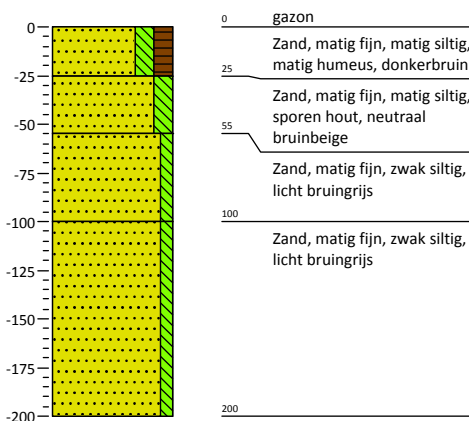 0
-25
-50
-75
-100
-125
-150
-175
-200
0 gazon
Zand, matig fijn, matig siltig,
matig humeus, donkerbruin
25
Zand, matig fijn, matig siltig,
sporen hout, neutraal
bruinbeige
55
Zand, matig fijn, zwak siltig,
licht bruingrijs
100
Zand, matig fijn, zwak siltig,
licht bruingrijs
200